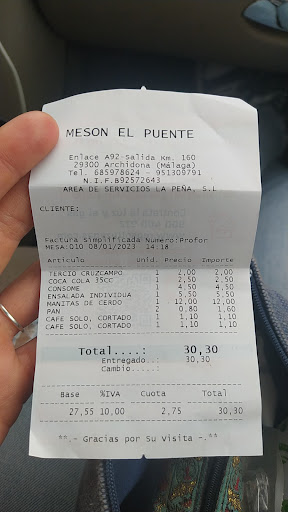 MESON EL PUENTE
Enlace A92-Salida Km. 160
29300 Archidona (Málaga)
Tel. 685978624 - 951309791
N.I.F.B92572643
AREA DE SERVICIOS LA PEÑA, S.L
CLIENTE:
Factura Simplificada Numero:Profor
MESA:Q10 08/01/2023 14:18
Artículo Unid. Precio Importe
TERCIO CRUZCAMPO 1 2,00 2,00
COCA COLA 35CC 1 2,50 2,50
CONSOME 1 4,50 4,50
ENSALADA INDIVIDUA 1 5,50 5,50
MANITAS DE CERDO 1 12,00 12,00
PAN 2 0,80 1,60
CAFE SOLO, CORTADO 1 1,10 1,10
CAFE SOLO, CORTADO 1 1,10 1,10
Total....: 30,30
Entregado..: 30,30
Cambio.....:
Base %IVA Cuota Total
27,55 10,00 2,75 30,30
**.- Gracias por Su Visita -.**